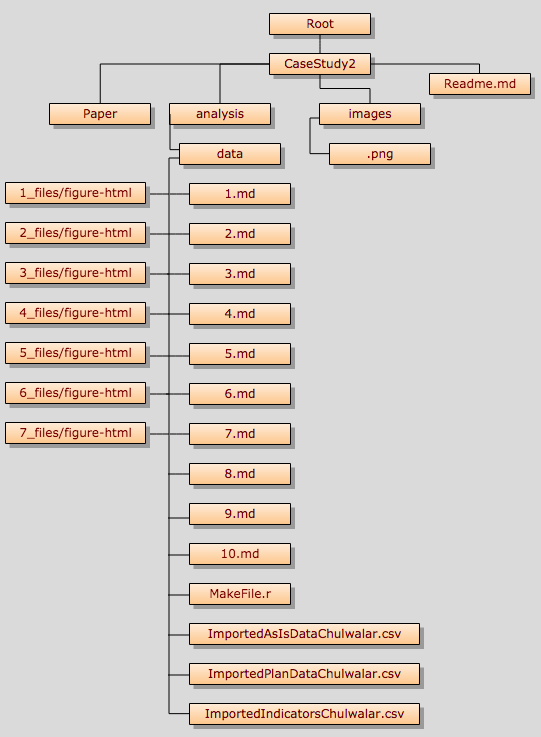 Root
CaseStudy2
Readme.md
Paper
analysis
images
data
.png
1_files/figure-html
1.md
2_files/figure-html
2.md
3_files/figure-html
3.md
4_files/figure-html
4.md
5_files/figure-html
5.md
6_files/figure-html
6.md
7_files/figure-html
7.md
8.md
9.md
10.md
MakeFile.r
ImportedAsIsDataChulwalar.csv
ImportedPlanDataChulwalar.csv
ImportedIndicatorsChulwalar.csv